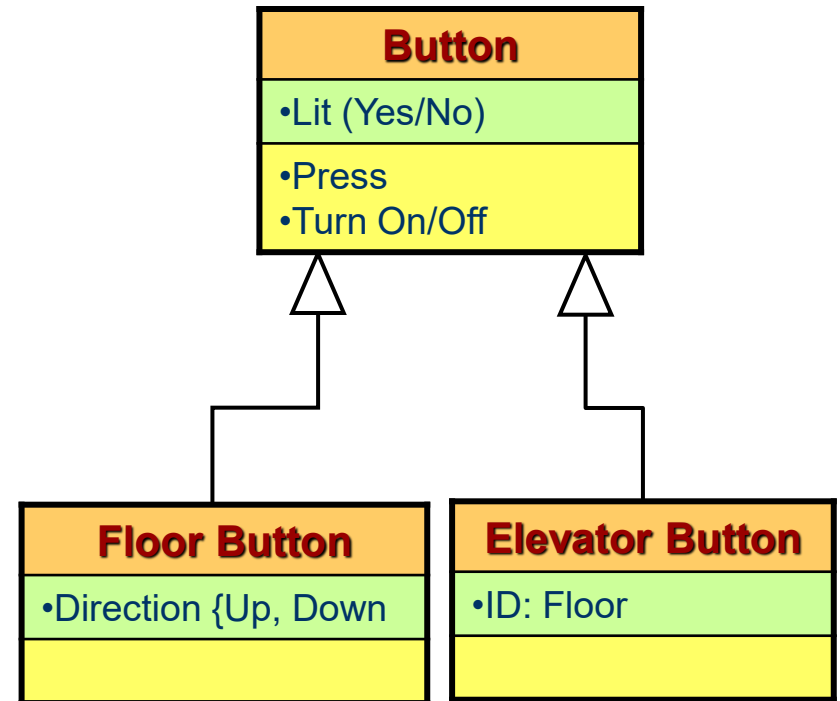 Button
•Lit (Yes/No)
•Press
•Turn On/Off
Floor Button
•Direction {Up, Down
Elevator Button
•ID: Floor